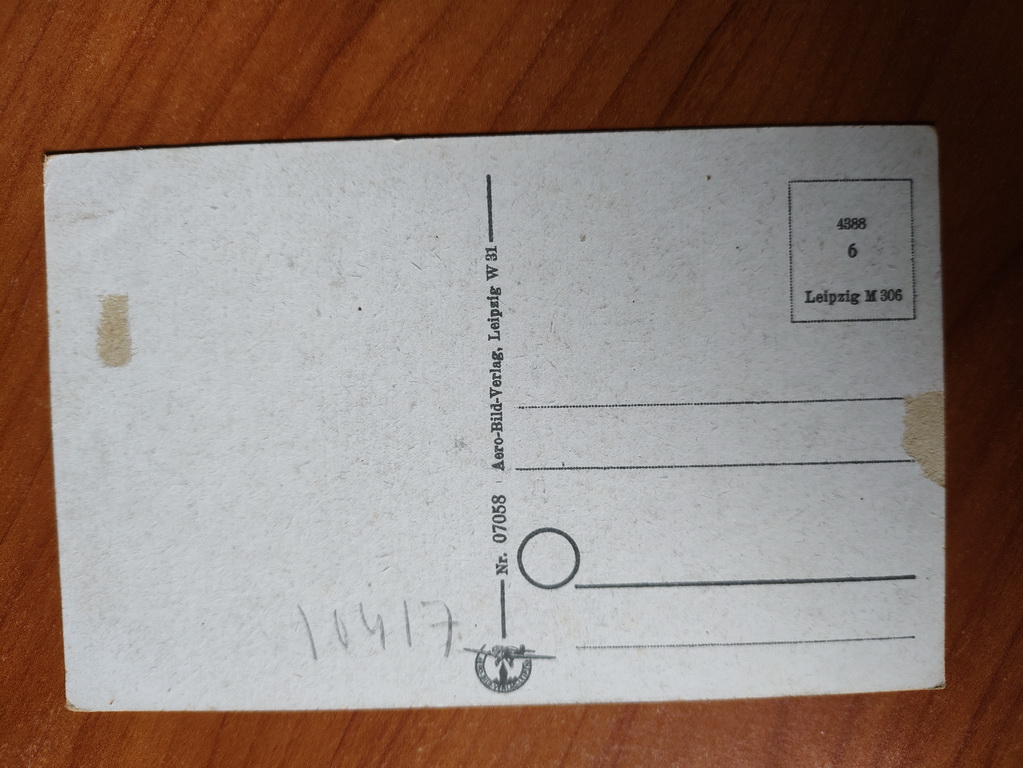 4388
6
Leipzig M 306
Nr. 07058 Aero-Bild-Verlag, Leipzig W 31
10417